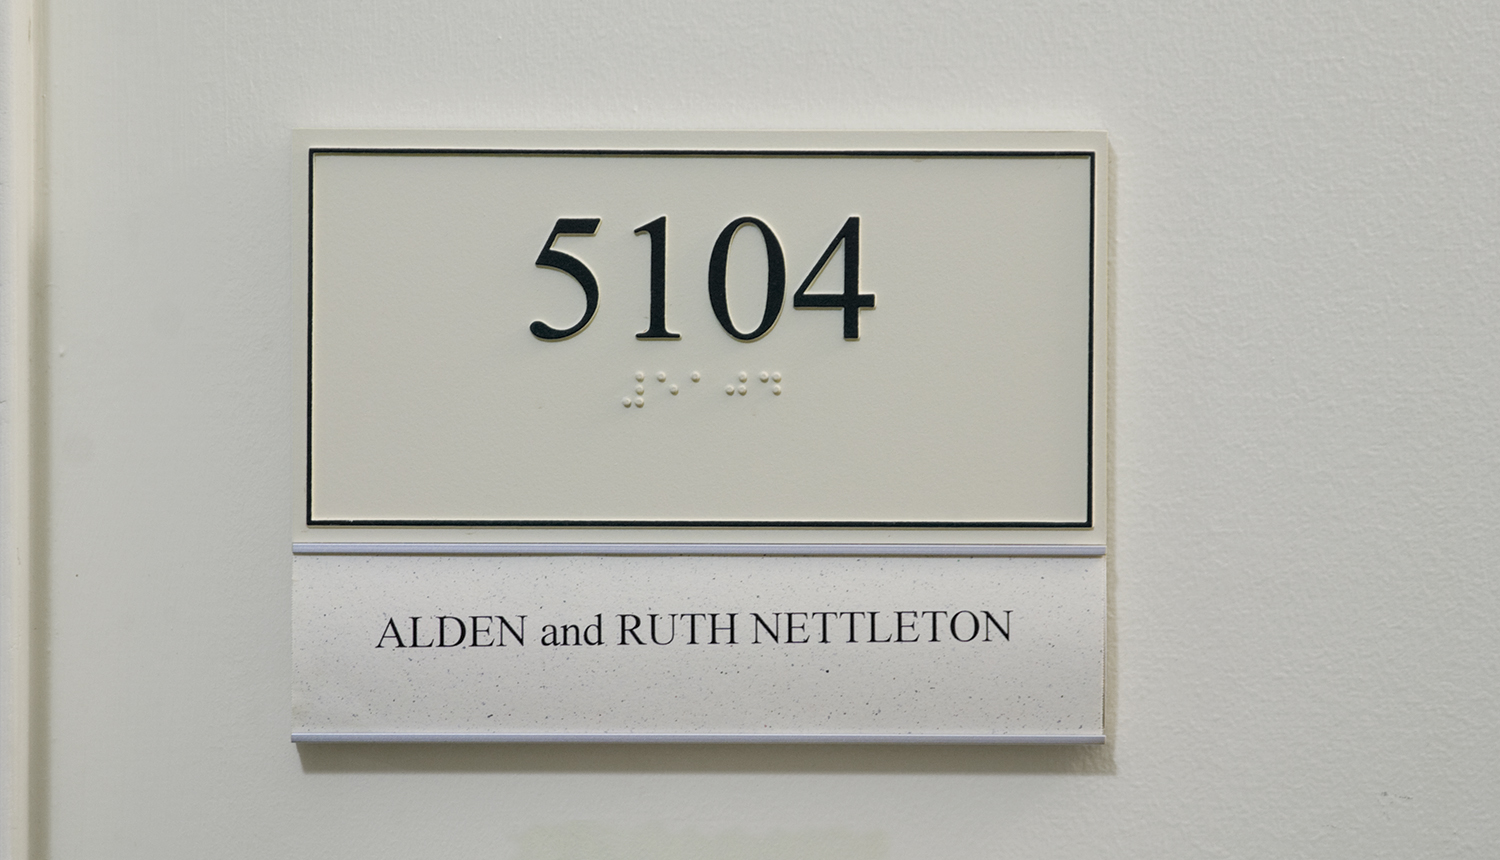 5104
⠼⠑⠁⠚⠙
ALDEN and RUTH NETTLETON